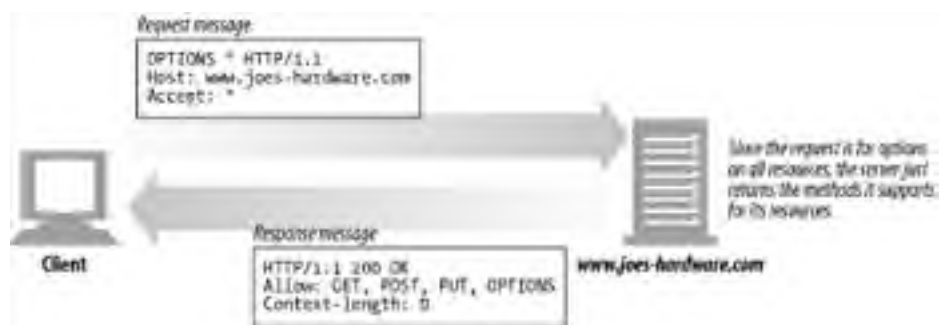 Request message
OPTIONS * HTTP/1.1
Host: www.joes-hardware.com
Accept: *
Since the request is for options
on all resources, the server just
returns the methods it supports
for its resources.
Client
Response message
HTTP/1.1 200 OK
Allow: GET, POST, PUT, OPTIONS
Context-length: 0
www.joes-hardware.com